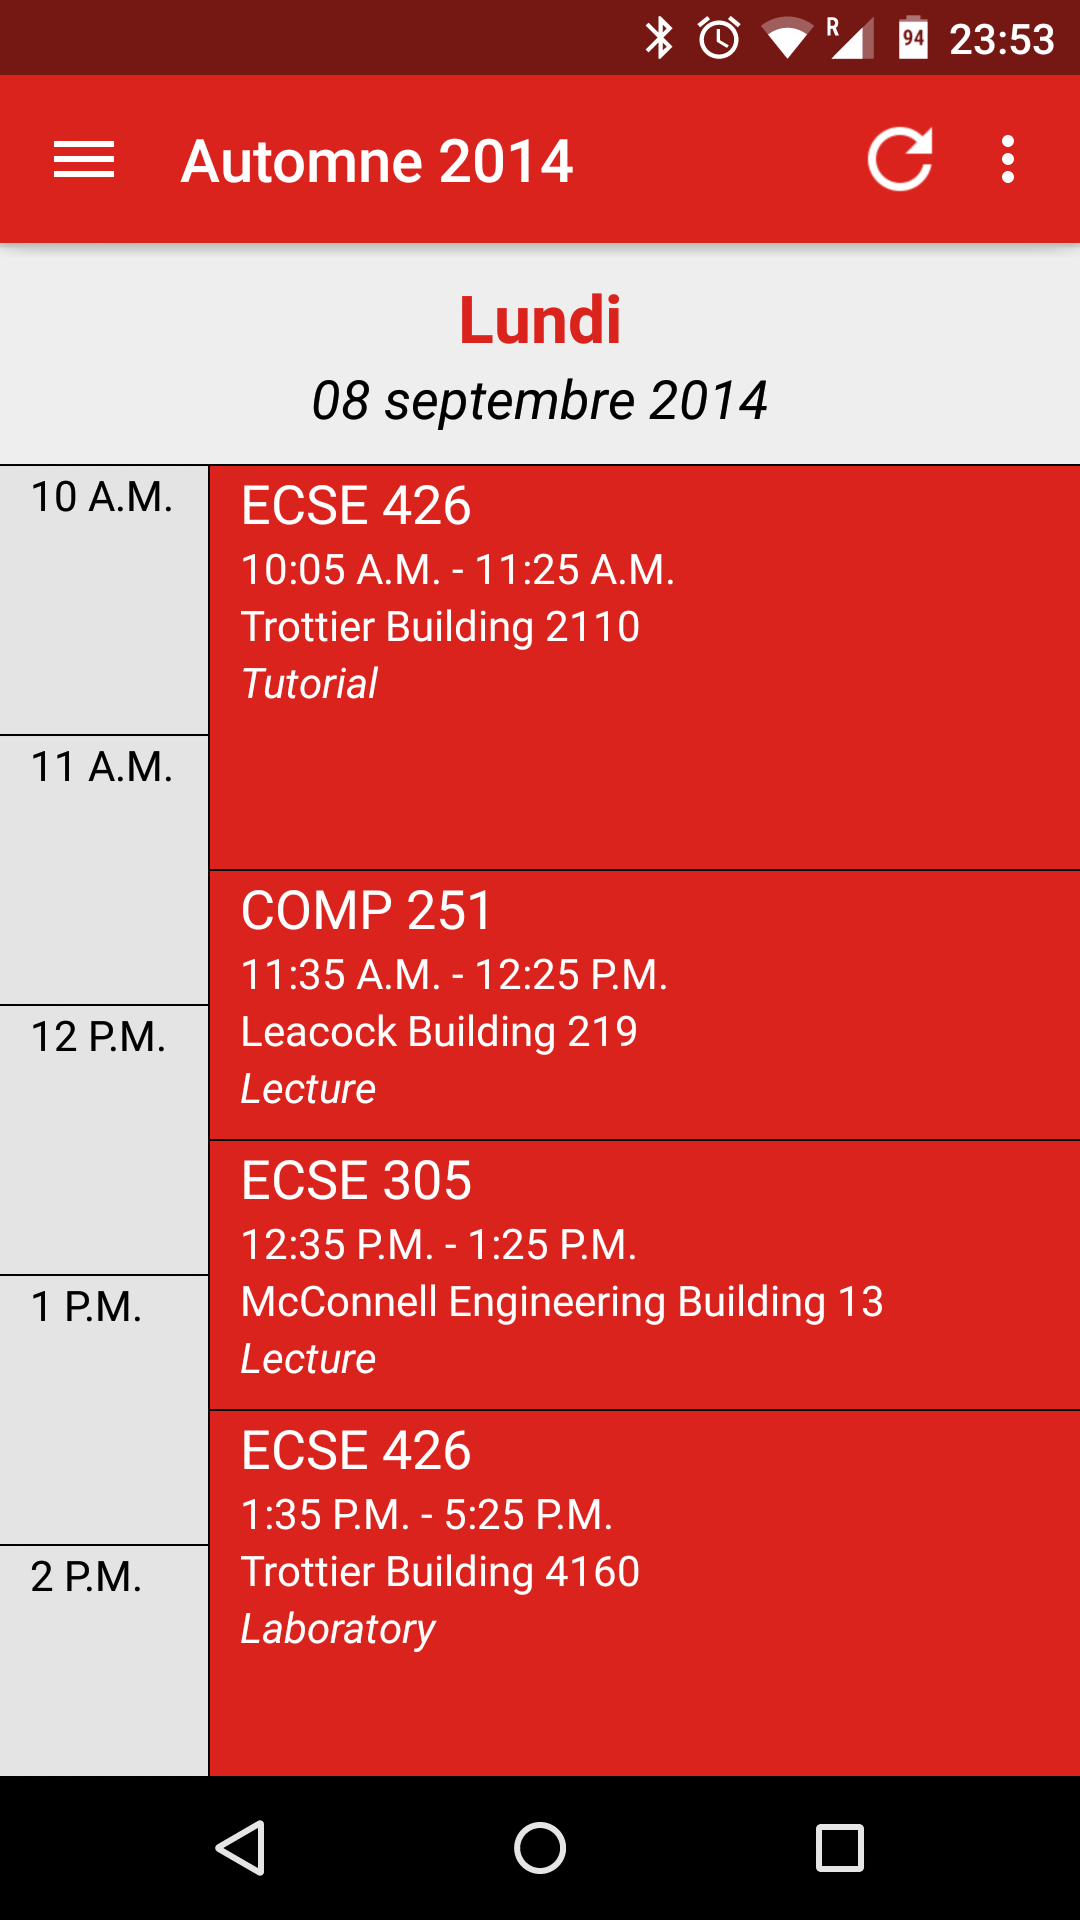 R 94 23:53
Automne 2014
Lundi
08 septembre 2014
10 A.M.
ECSE 426
10:05 A.M. - 11:25 A.M.
Trottier Building 2110
Tutorial
11 A.M.
COMP 251
11:35 A.M. - 12:25 P.M.
Leacock Building 219
Lecture
12 P.M.
ECSE 305
12:35 P.M. - 1:25 P.M.
McConnell Engineering Building 13
Lecture
1 P.M.
ECSE 426
1:35 P.M. - 5:25 P.M.
Trottier Building 4160
Laboratory
2 P.M.